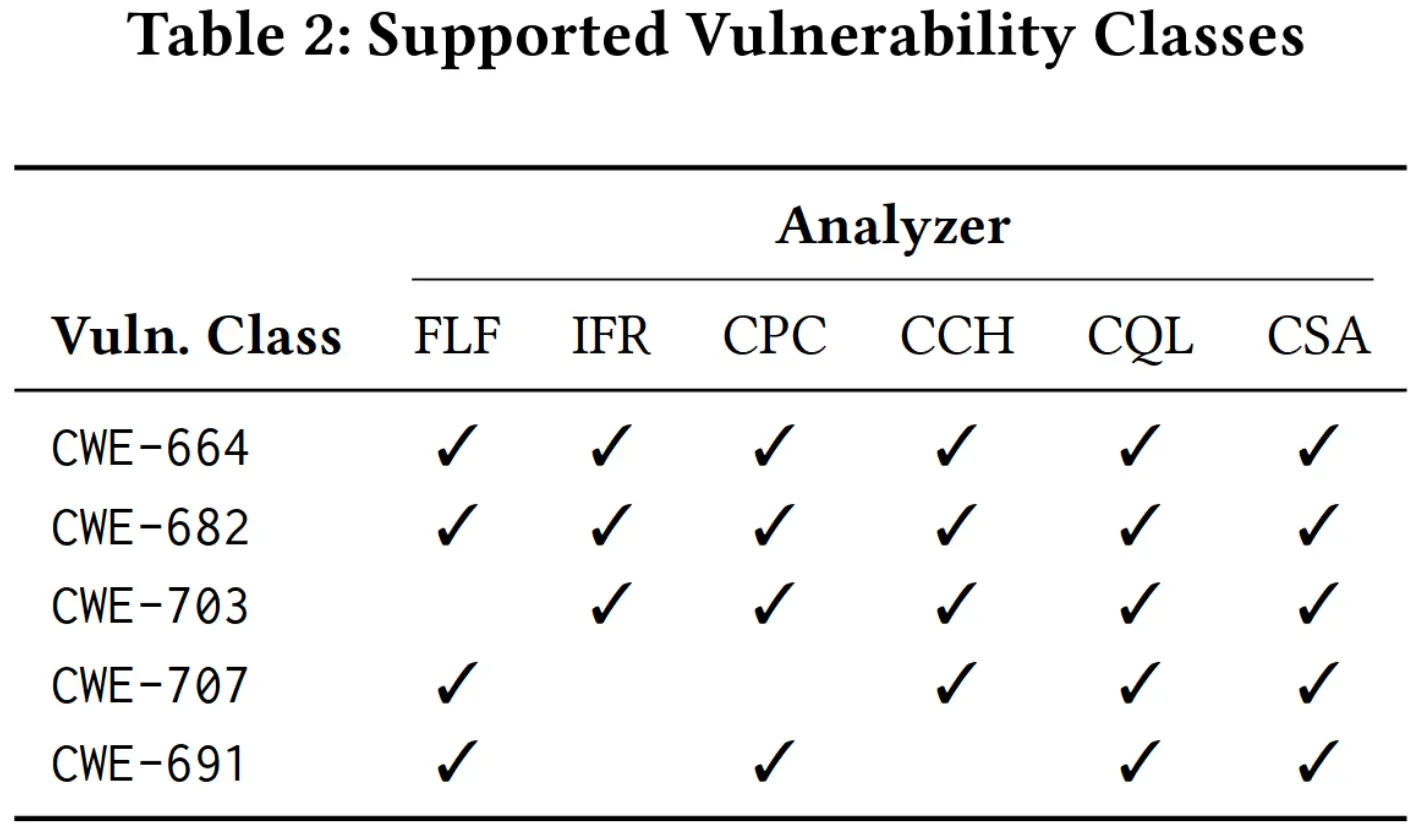 Table 2: Supported Vulnerability Classes
Analyzer
Vuln. Class FLF IFR CPC CCH CQL CSA
CWE-664 ✓ ✓ ✓ ✓ ✓ ✓
CWE-682 ✓ ✓ ✓ ✓ ✓ ✓
CWE-703 ✓ ✓ ✓ ✓ ✓
CWE-707 ✓ ✓ ✓ ✓
CWE-691 ✓ ✓ ✓ ✓